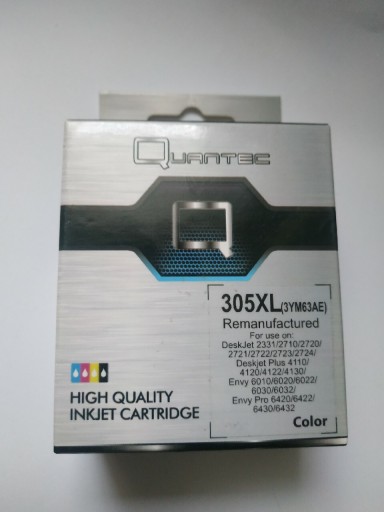 QUANTEC
Q
305XL(3YM63AE)
Remanufactured
For use on:
DeskJet 2331/2710/2720/
2721/2722/2723/2724/
Deskjet Plus 4110/
4120/4122/4130/
Envy 6010/6020/6022/
6030/6032/
Envy Pro 6420/6422/
6430/6432
Color
HIGH QUALITY
INKJET CARTRIDGE